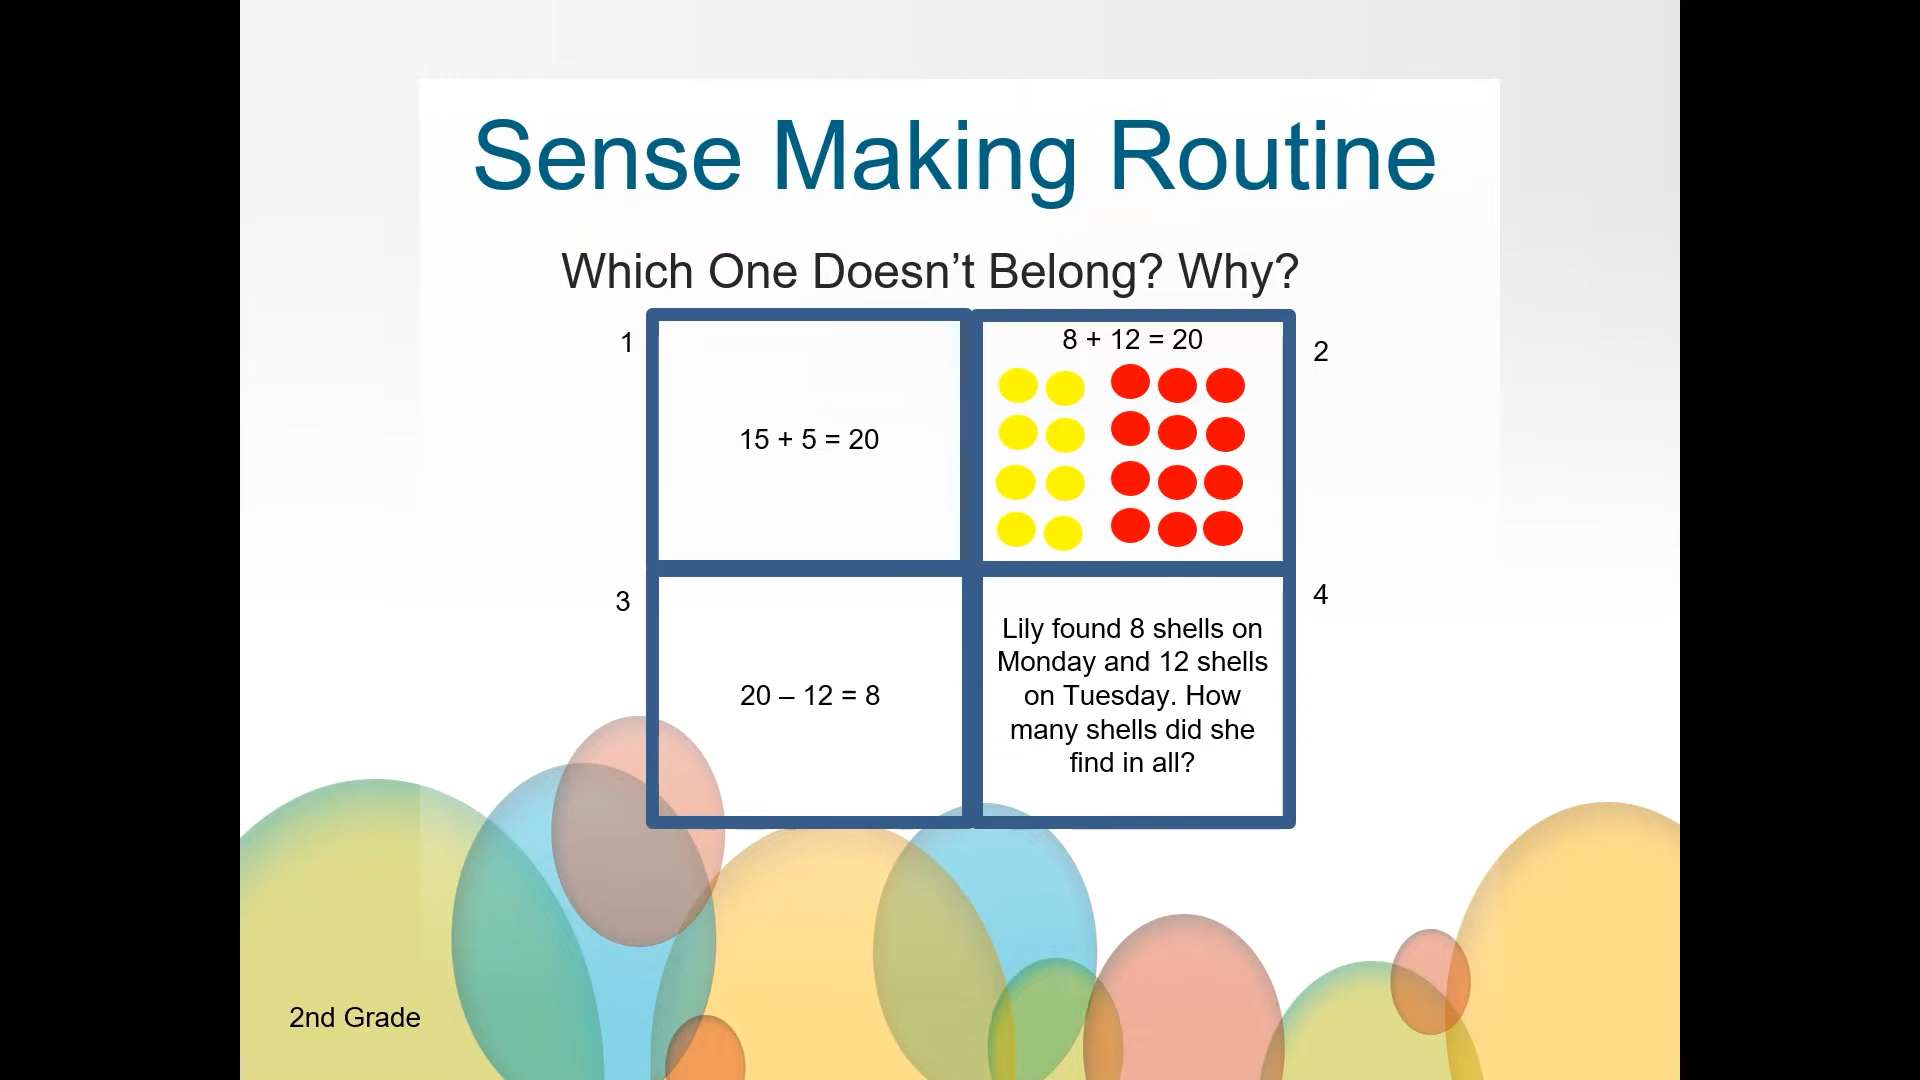 Sense Making Routine
Which One Doesn’t Belong? Why?
1
15 + 5 = 20
8 + 12 = 20
2
3
20 – 12 = 8
Lily found 8 shells on
Monday and 12 shells
on Tuesday. How
many shells did she
find in all?
4
2nd Grade